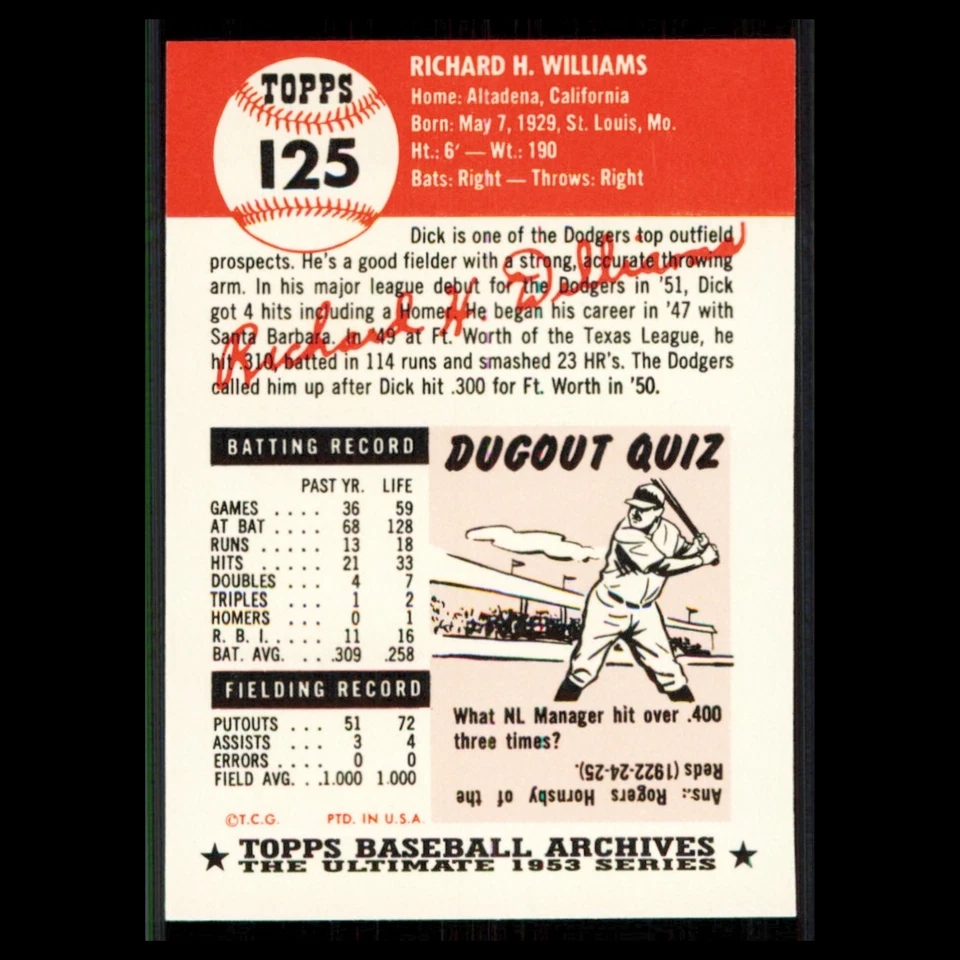 TOPPS
125
RICHARD H. WILLIAMS
Home: Altadena, California
Born: May 7, 1929, St. Louis, Mo.
Ht.: 6′ — Wt.: 190
Bats: Right — Throws: Right
Dick is one of the Dodgers top outfield
prospects. He's a good fielder with a strong, accurate throwing
arm. In his major league debut for the Dodgers in '51, Dick
got 4 hits including a Homer. He began his career in '47 with
Santa Barbara. In '49 at Ft. Worth of the Texas League, he
hit .310, batted in 114 runs and smashed 23 HR's. The Dodgers
called him up after Dick hit .300 for Ft. Worth in '50.
Richard H. Williams
BATTING RECORD
PAST YR. LIFE
GAMES .... 36 59
AT BAT .... 68 128
RUNS ..... 13 18
HITS ..... 21 33
DOUBLES ... 4 7
TRIPLES ... 1 2
HOMERS ... 0 1
R. B. I. .... 11 16
BAT. AVG. ... .309 .258
FIELDING RECORD
PUTOUTS ... 51 72
ASSISTS ... 3 4
ERRORS .... 0 0
FIELD AVG. ...1.000 1.000
©T.C.G. PTD. IN U.S.A.
DUGOUT QUIZ
What NL Manager hit over .400
three times?
Ans.: Rogers Hornsby of the
Reds (1922-24-25).
★ TOPPS BASEBALL ARCHIVES ★
THE ULTIMATE 1953 SERIES